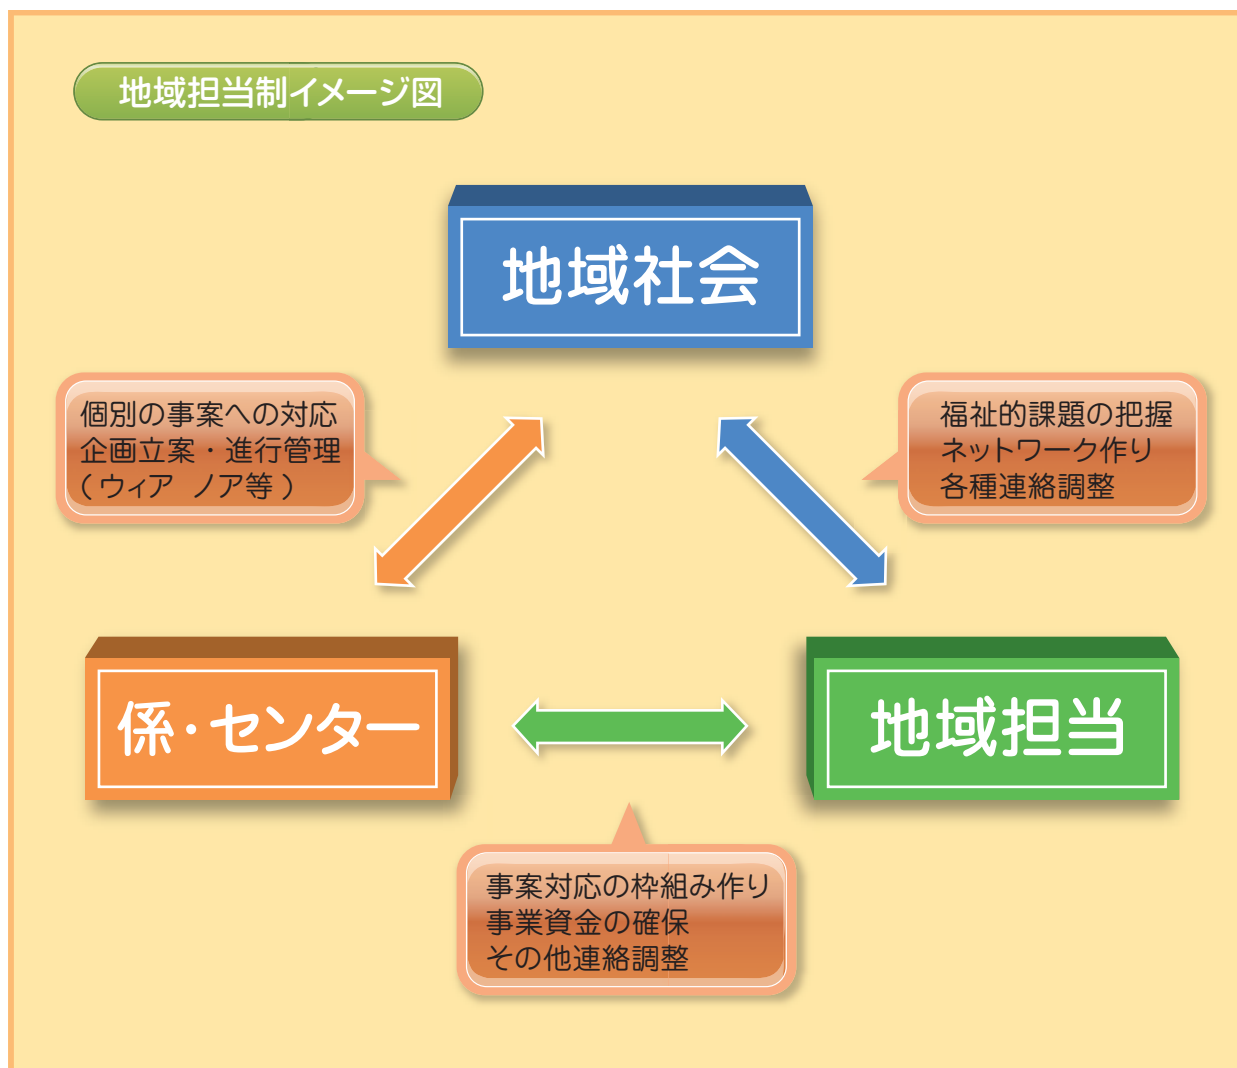 地域担当制イメージ図
地域社会
個別の事案への対応
企画立案・進行管理
(ウィア ノア等)
福祉的課題の把握
ネットワーク作り
各種連絡調整
係・センター
地域担当
事案対応の枠組み作り
事業資金の確保
その他連絡調整